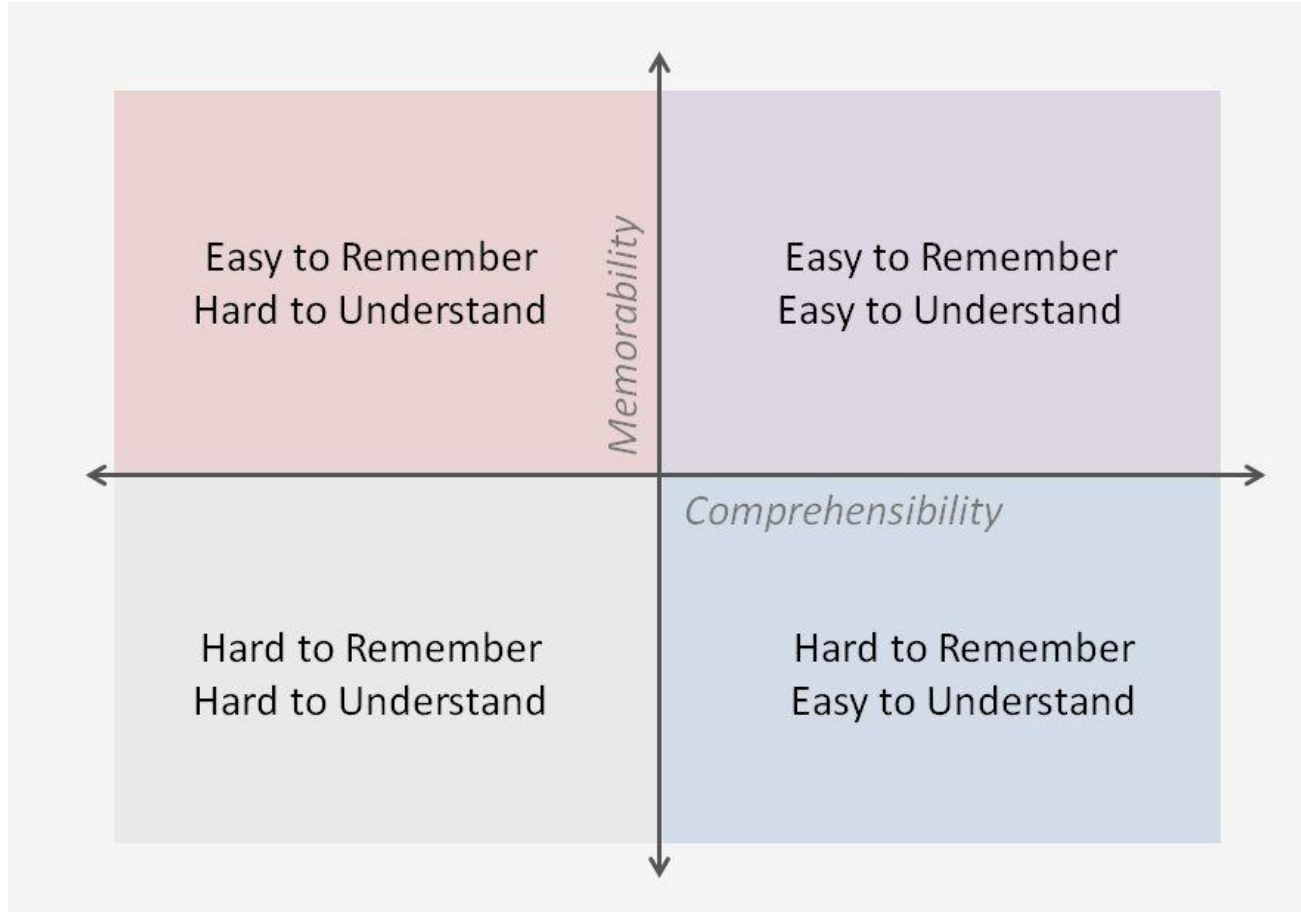 Easy to Remember
Hard to Understand
Memorability
Easy to Remember
Easy to Understand
Comprehensibility
Hard to Remember
Hard to Understand
Hard to Remember
Easy to Understand